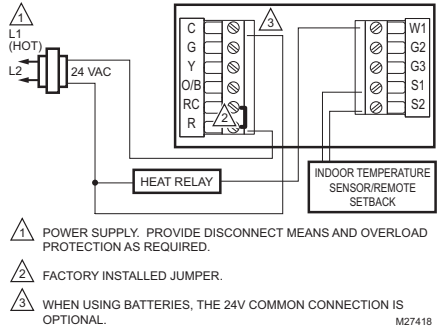 1
L1
(HOT)
L2
24 VAC
C
G
Y
O/B
RC
R
3
2
W1
G2
G3
S1
S2
HEAT RELAY
INDOOR TEMPERATURE
SENSOR/REMOTE
SETBACK
1 POWER SUPPLY. PROVIDE DISCONNECT MEANS AND OVERLOAD
PROTECTION AS REQUIRED.
2 FACTORY INSTALLED JUMPER.
3 WHEN USING BATTERIES, THE 24V COMMON CONNECTION IS
OPTIONAL.
M27418